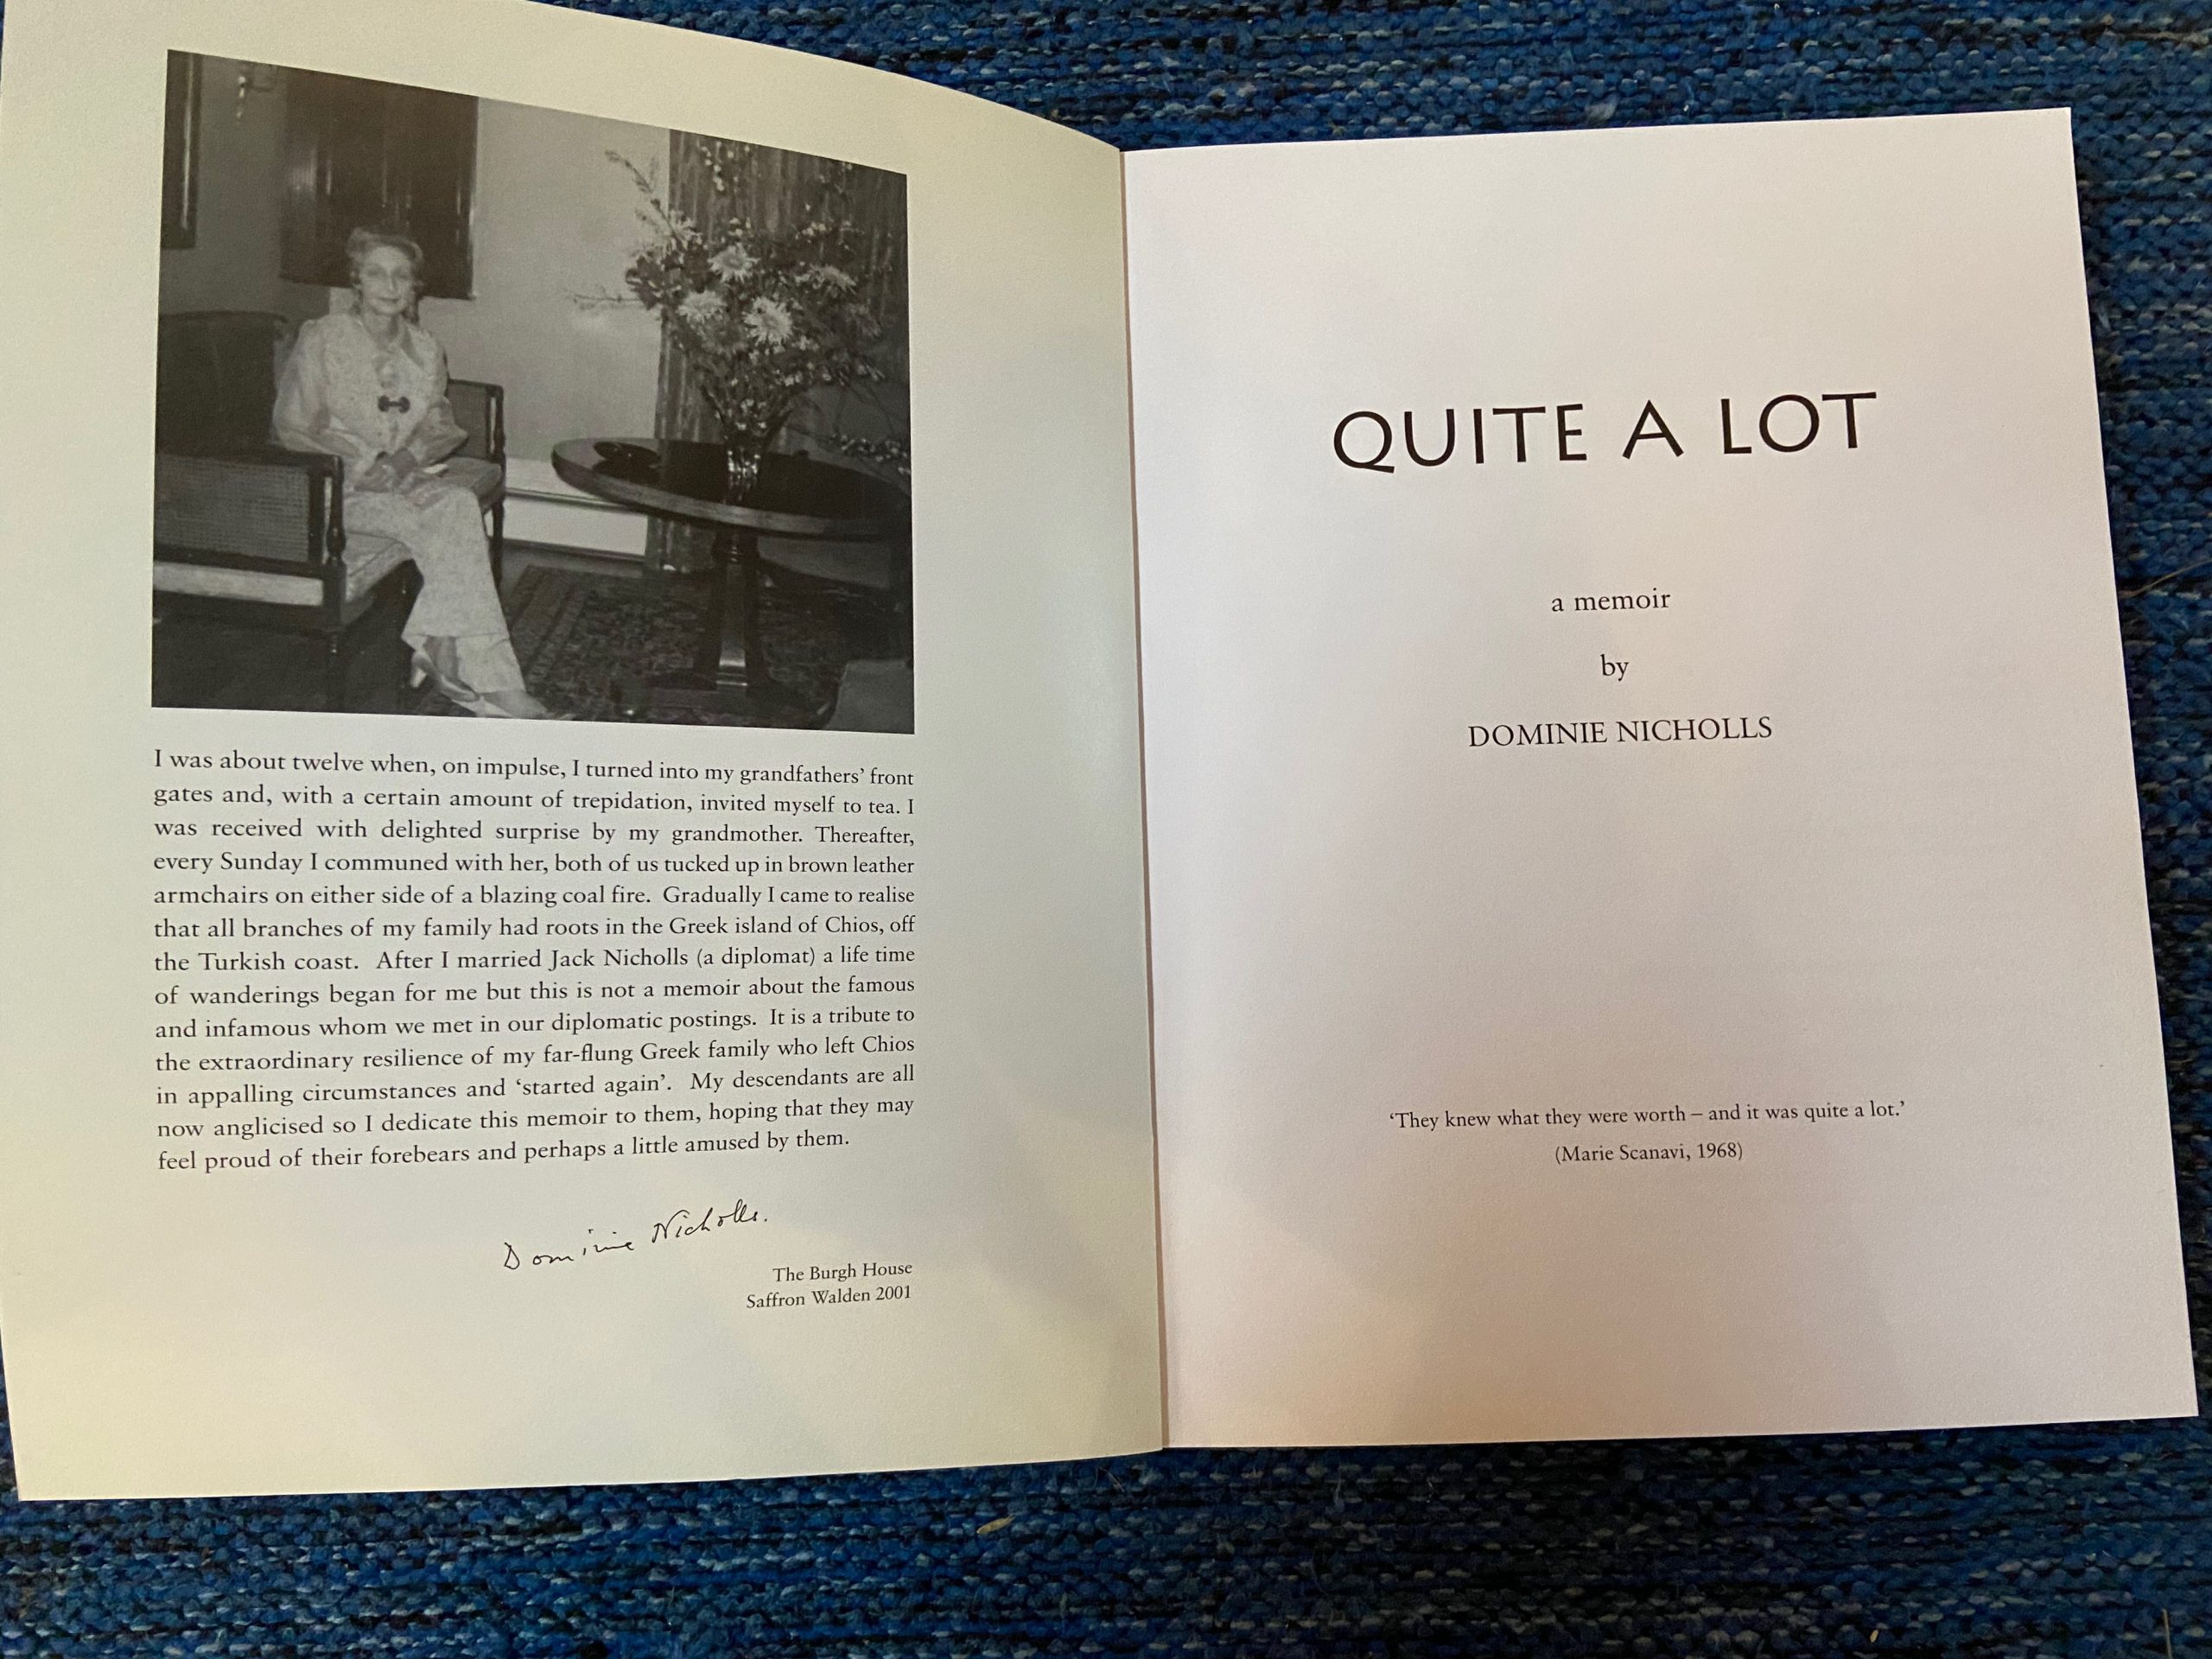 I was about twelve when, on impulse, I turned into my grandfathers' front
gates and, with a certain amount of trepidation, invited myself to tea. I
was received with delighted surprise by my grandmother. Thereafter,
every Sunday I communed with her, both of us tucked up in brown leather
armchairs on either side of a blazing coal fire. Gradually I came to realise
that all branches of my family had roots in the Greek island of Chios, off
the Turkish coast. After I married Jack Nicholls (a diplomat) a life time
of wanderings began for me but this is not a memoir about the famous
and infamous whom we met in our diplomatic postings. It is a tribute to
the extraordinary resilience of my far-flung Greek family who left Chios
in appalling circumstances and ‘started again’. My descendants are all
now anglicised so I dedicate this memoir to them, hoping that they may
feel proud of their forebears and perhaps a little amused by them.
Dominie Nicholls.
The Burgh House
Saffron Walden 2001
QUITE A LOT
a memoir
by
DOMINIE NICHOLLS
‘They knew what they were worth – and it was quite a lot.’
(Marie Scanavi, 1968)